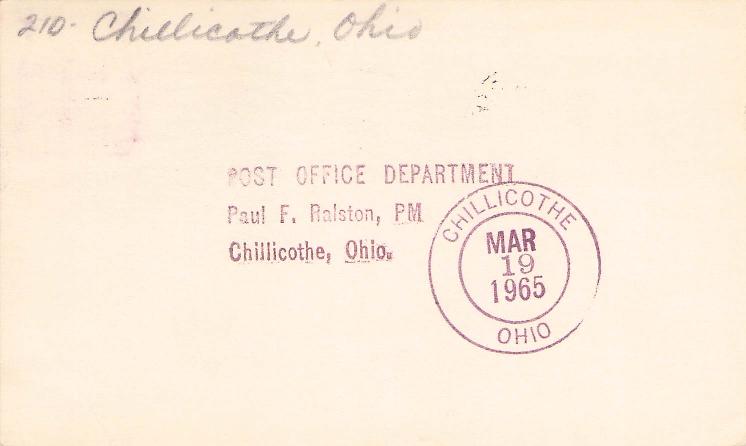 210- Chillicothe, Ohio
POST OFFICE DEPARTMENT
Paul F. Ralston, PM
Chillicothe, Ohio.
CHILLICOTHE
MAR
19
1965
OHIO